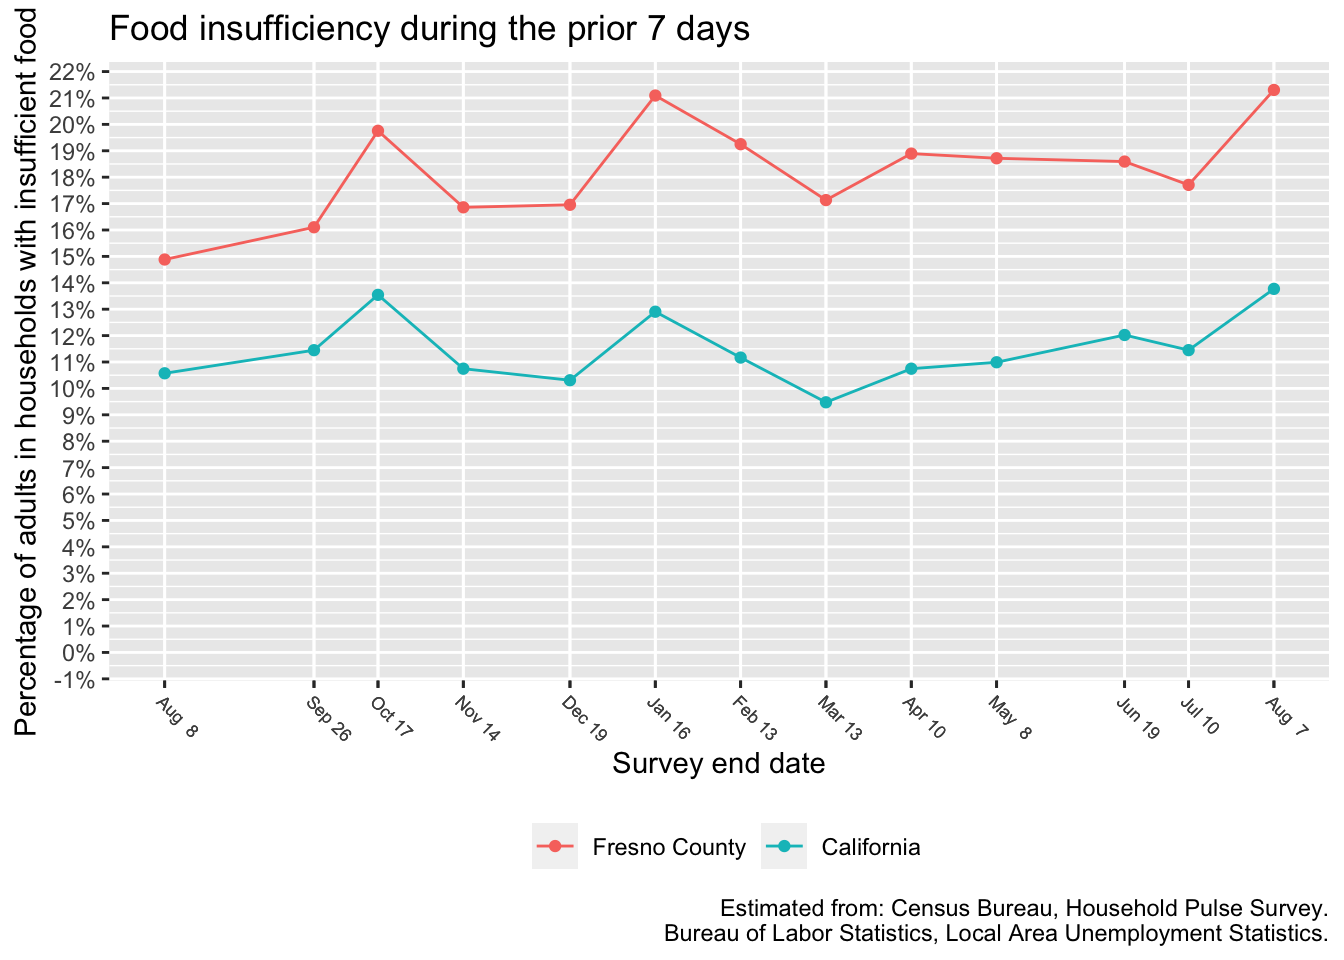 Food insufficiency during the prior 7 days
Percentage of adults in households with insufficient food
22%
21%
20%
19%
18%
17%
16%
15%
14%
13%
12%
11%
10%
9%
8%
7%
6%
5%
4%
3%
2%
1%
0%
-1%
Aug 8
Sep 26
Oct 17
Nov 14
Dec 19
Jan 16
Feb 13
Mar 13
Apr 10
May 8
Jun 19
Jul 10
Aug 7
Survey end date
Fresno County
California
Estimated from: Census Bureau, Household Pulse Survey.
Bureau of Labor Statistics, Local Area Unemployment Statistics.